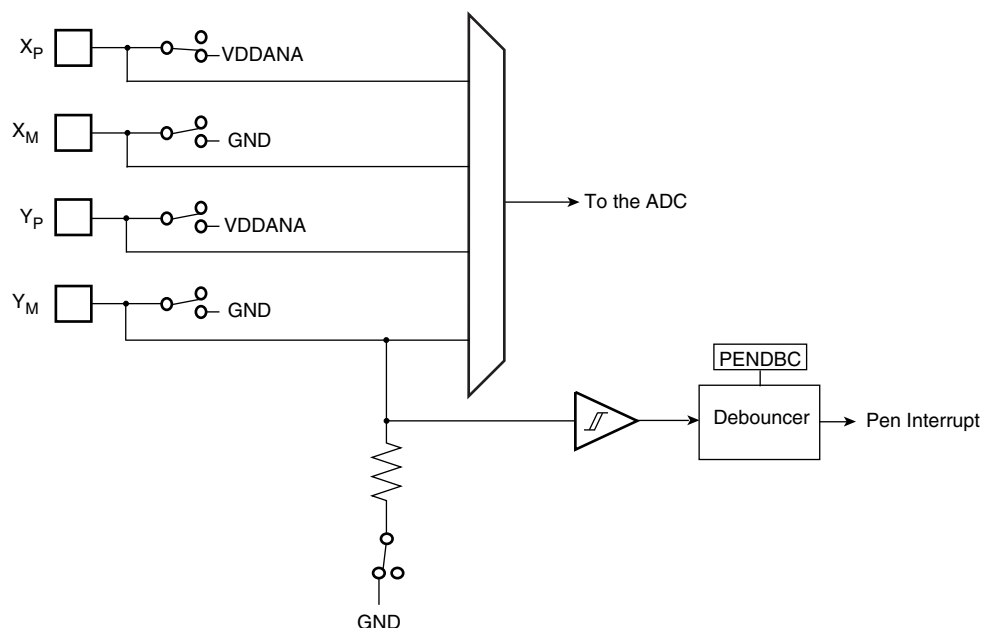 X_P
VDDANA
X_M
GND
Y_P
VDDANA
Y_M
GND
To the ADC
PENDBC
Debouncer
Pen Interrupt
GND